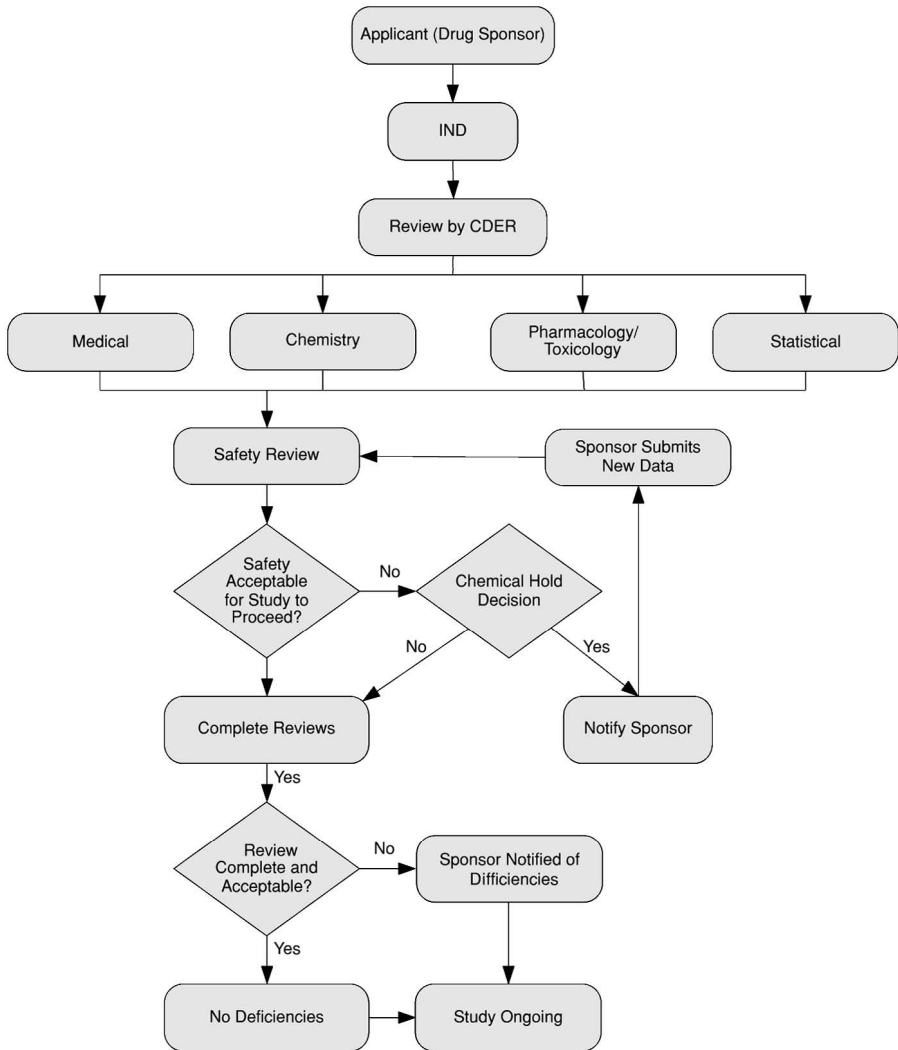 Applicant (Drug Sponsor)
IND
Review by CDER
Medical
Chemistry
Pharmacology/
Toxicology
Statistical
Safety Review
Sponsor Submits
New Data
Safety
Acceptable
for Study to
Proceed?
No
Chemical Hold
Decision
No
Yes
Complete Reviews
Notify Sponsor
Yes
Review
Complete and
Acceptable?
No
Sponsor Notified of
Difficiencies
Yes
No Deficiencies
Study Ongoing